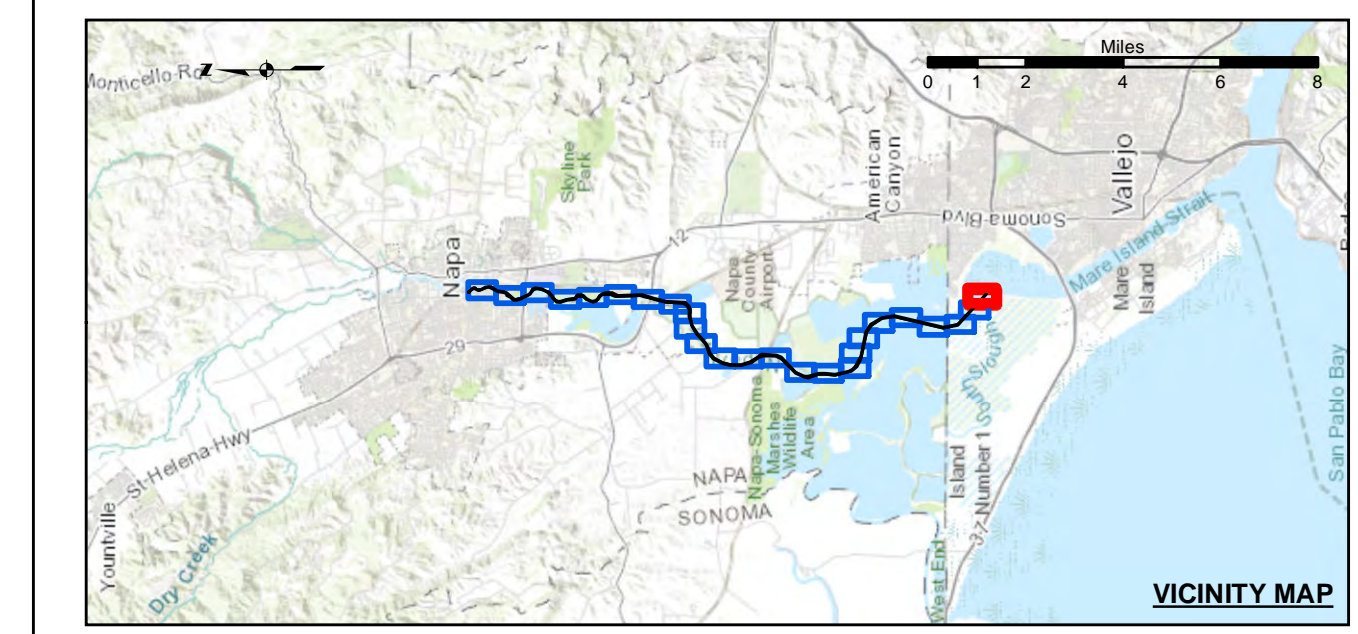 Miles
0 1 2 4 6 8
Monticello-Rd
Z
Skyline
Park
American
Canyon
Vallejo
Sonoma-Blvd
Mare Island Strait
Napa
12
Napa
County
Airport
Mare
Island
29
South Slough
Napa-Sonoma
Marshes
Wildlife
Area
San Pablo Bay
St-Helena-Hwy
NAPA
SONOMA
Island
Number 1
37
Yountville
Dry Creek
West End
VICINITY MAP